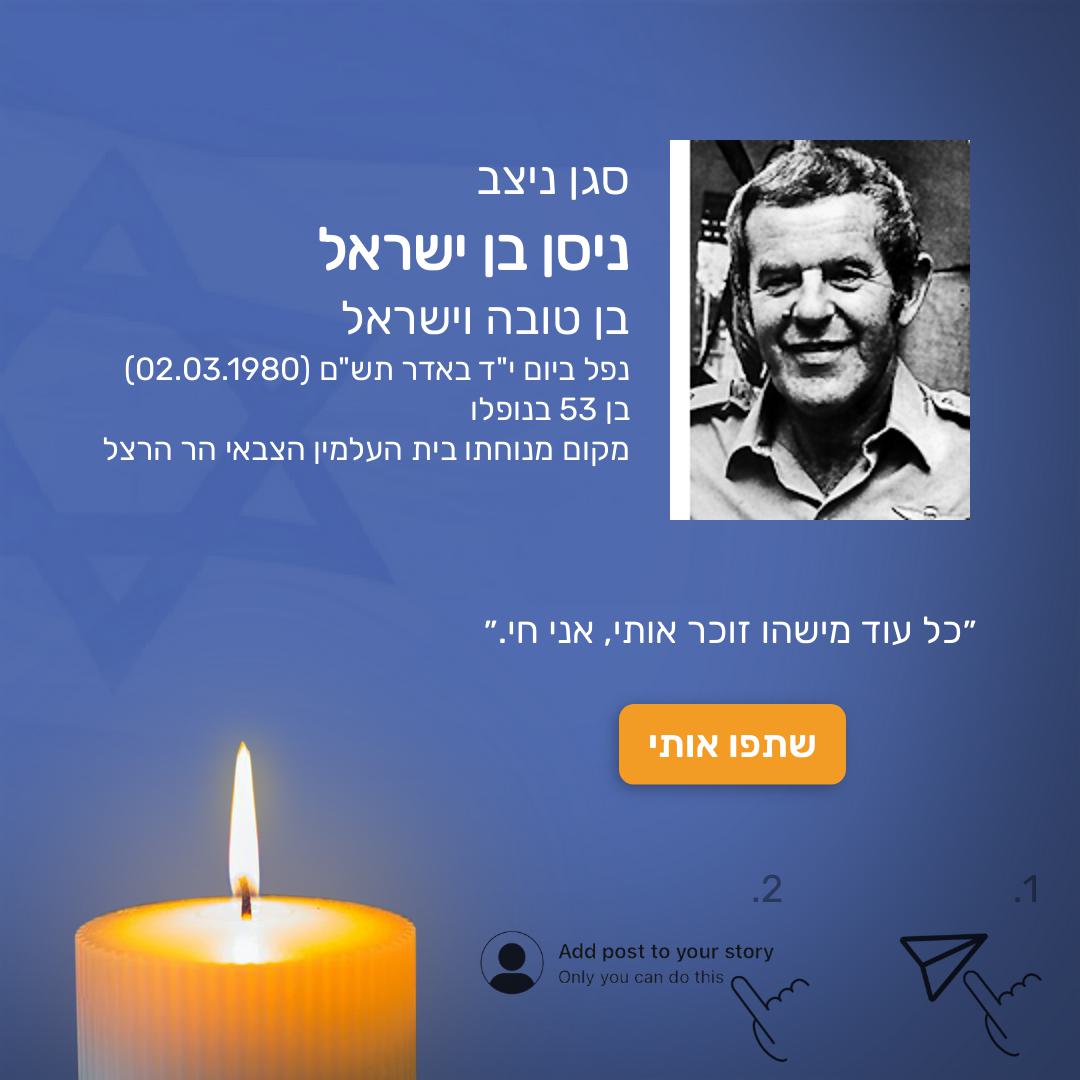 סגן ניצב
ניסן בן ישראל
בן טובה וישראל
נפל ביום י"ד באדר תש"ם (02.03.1980)
בן 53 בנופלו
מקום מנוחתו בית העלמין הצבאי הר הרצל
״כל עוד מישהו זוכר אותי, אני חי.״
שתפו אותי
1.
2.
Add post to your story
Only you can do this